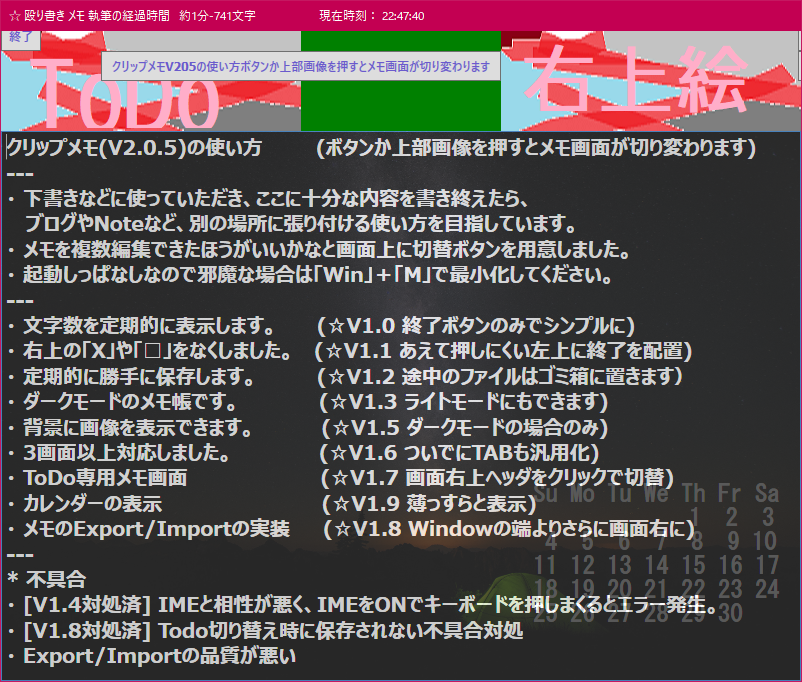 ☆ 殴り書きメモ 執筆の経過時間　約1分-741文字　現在時刻： 22:47:40
終了
クリップメモV205の使い方ボタンか上部画像を押すとメモ画面が切り変わります
ToDo
右上絵
クリップメモ(V2.0.5)の使い方　(ボタンか上部画像を押すとメモ画面が切り変わります)
---
・ 下書きなどに使っていただき、ここに十分な内容を書き終えたら、
ブログやNoteなど、別の場所に張り付ける使い方を目指しています。
・ メモを複数編集できたほうがいいかなと画面上に切替ボタンを用意しました。
・ 起動しっぱなしなので邪魔な場合は「Win」＋「M」で最小化してください。
---
・ 文字数を定期的に表示します。　(☆V1.0 終了ボタンのみでシンプルに)
・ 右上の「X」や「□」をなくしました。　(☆V1.1 あえて押しにくい左上に終了を配置)
・ 定期的に勝手に保存します。　(☆V1.2 途中のファイルはゴミ箱に置きます)
・ ダークモードのメモ帳です。　(☆V1.3 ライトモードにもできます)
・ 背景に画像を表示できます。　(☆V1.5 ダークモードの場合のみ)
・ 3画面以上対応しました。　(☆V1.6 ついでにTABも汎用化)
・ ToDo専用メモ画面　(☆V1.7 画面右上ヘッダをクリックで切替)
・ カレンダーの表示　(☆V1.9 薄っすらと表示)
・ メモのExport/Importの実装　(☆V1.8 Windowの端よりさらに画面右に)
---
* 不具合
・ [V1.4対処済] IMEと相性が悪く、IMEをONでキーボードを押しまくるとエラー発生。
・ [V1.8対処済] Todo切り替え時に保存されない不具合対処
・ Export/Importの品質が悪い
Su Mo Tu We Th Fr Sa
1 2 3
4 5 6 7 8 9 10
11 12 13 14 15 16 17
18 19 20 21 22 23 24
25 26 27 28 29 30